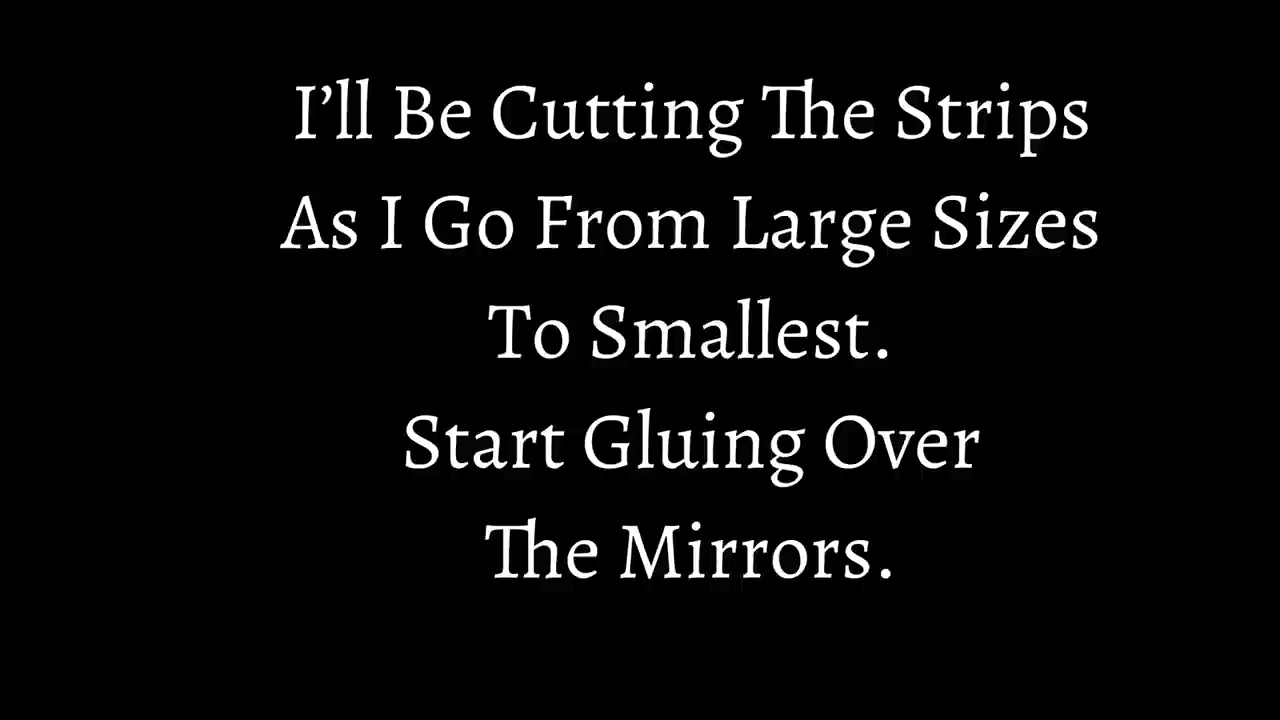 I’ll Be Cutting The Strips
As I Go From Large Sizes
To Smallest.
Start Gluing Over
The Mirrors.